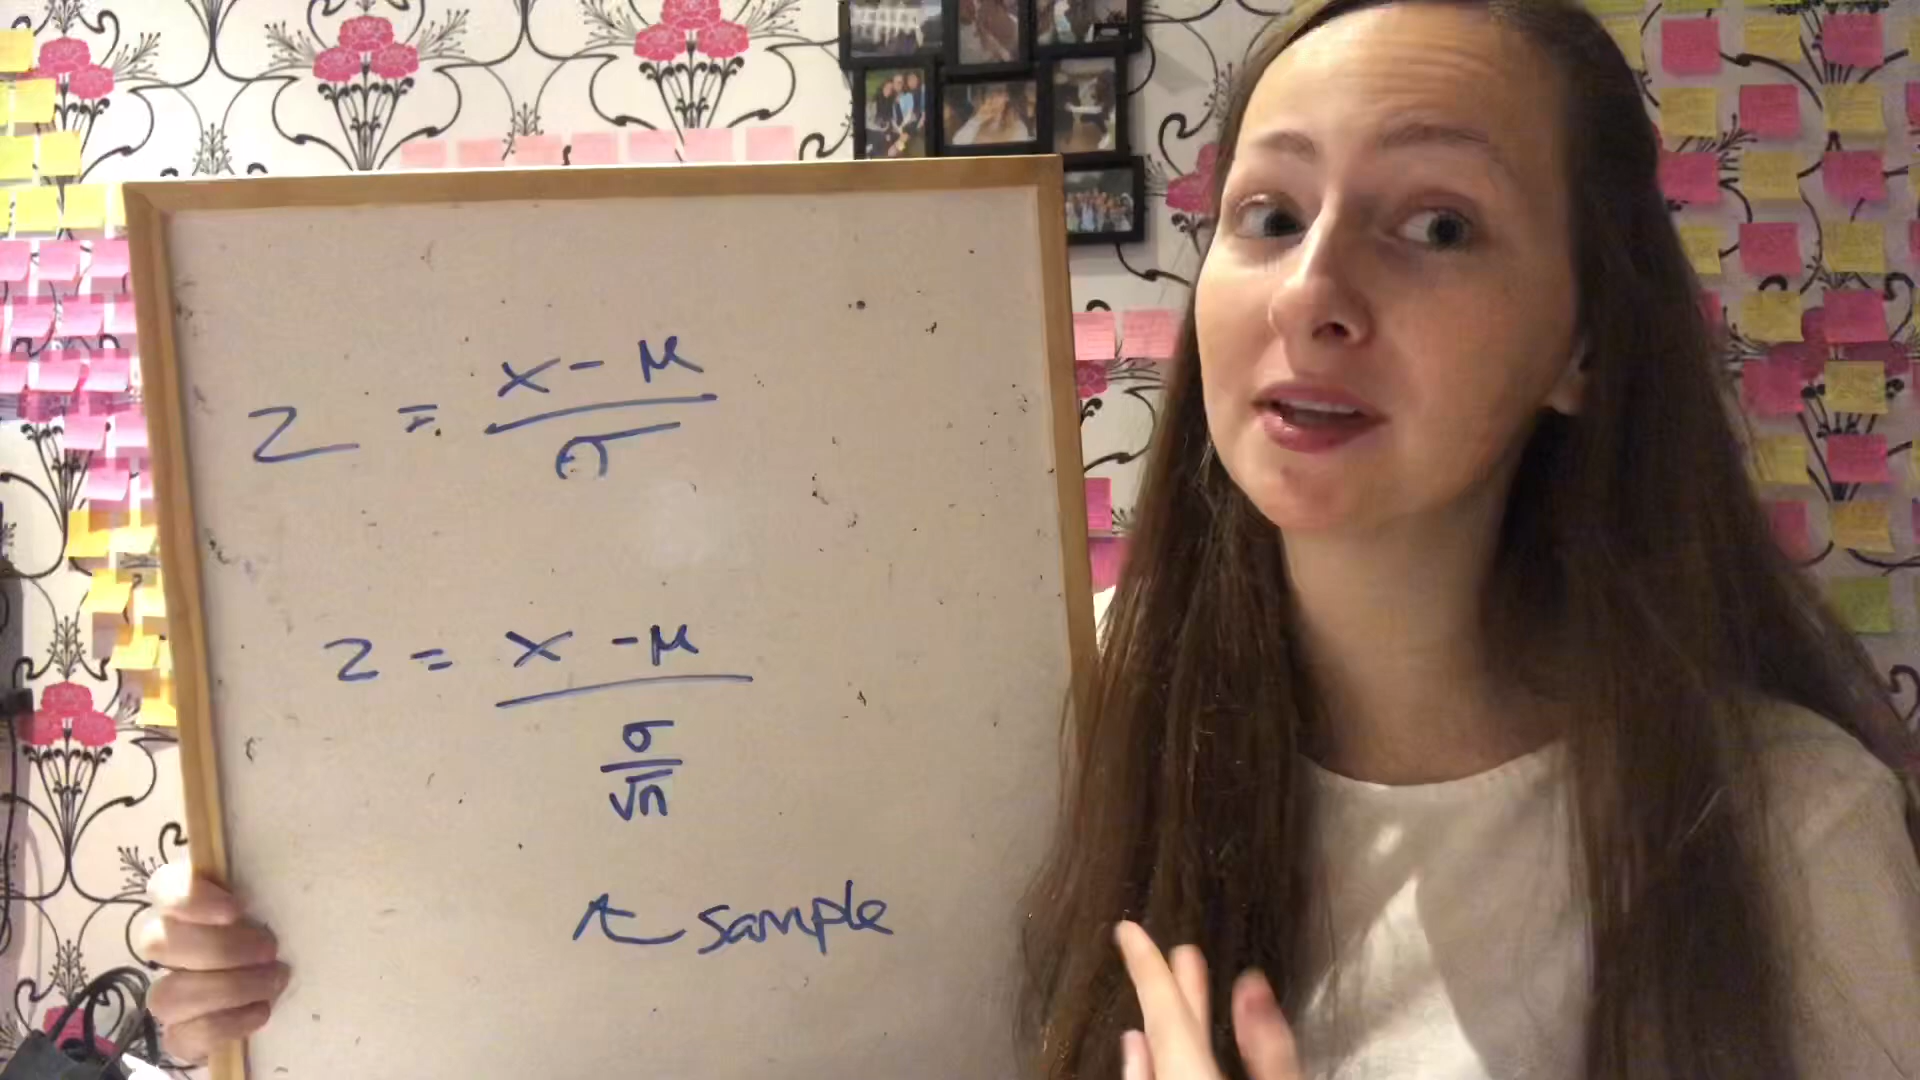 z = x - μ / σ
z = x - μ / σ / √n
sample